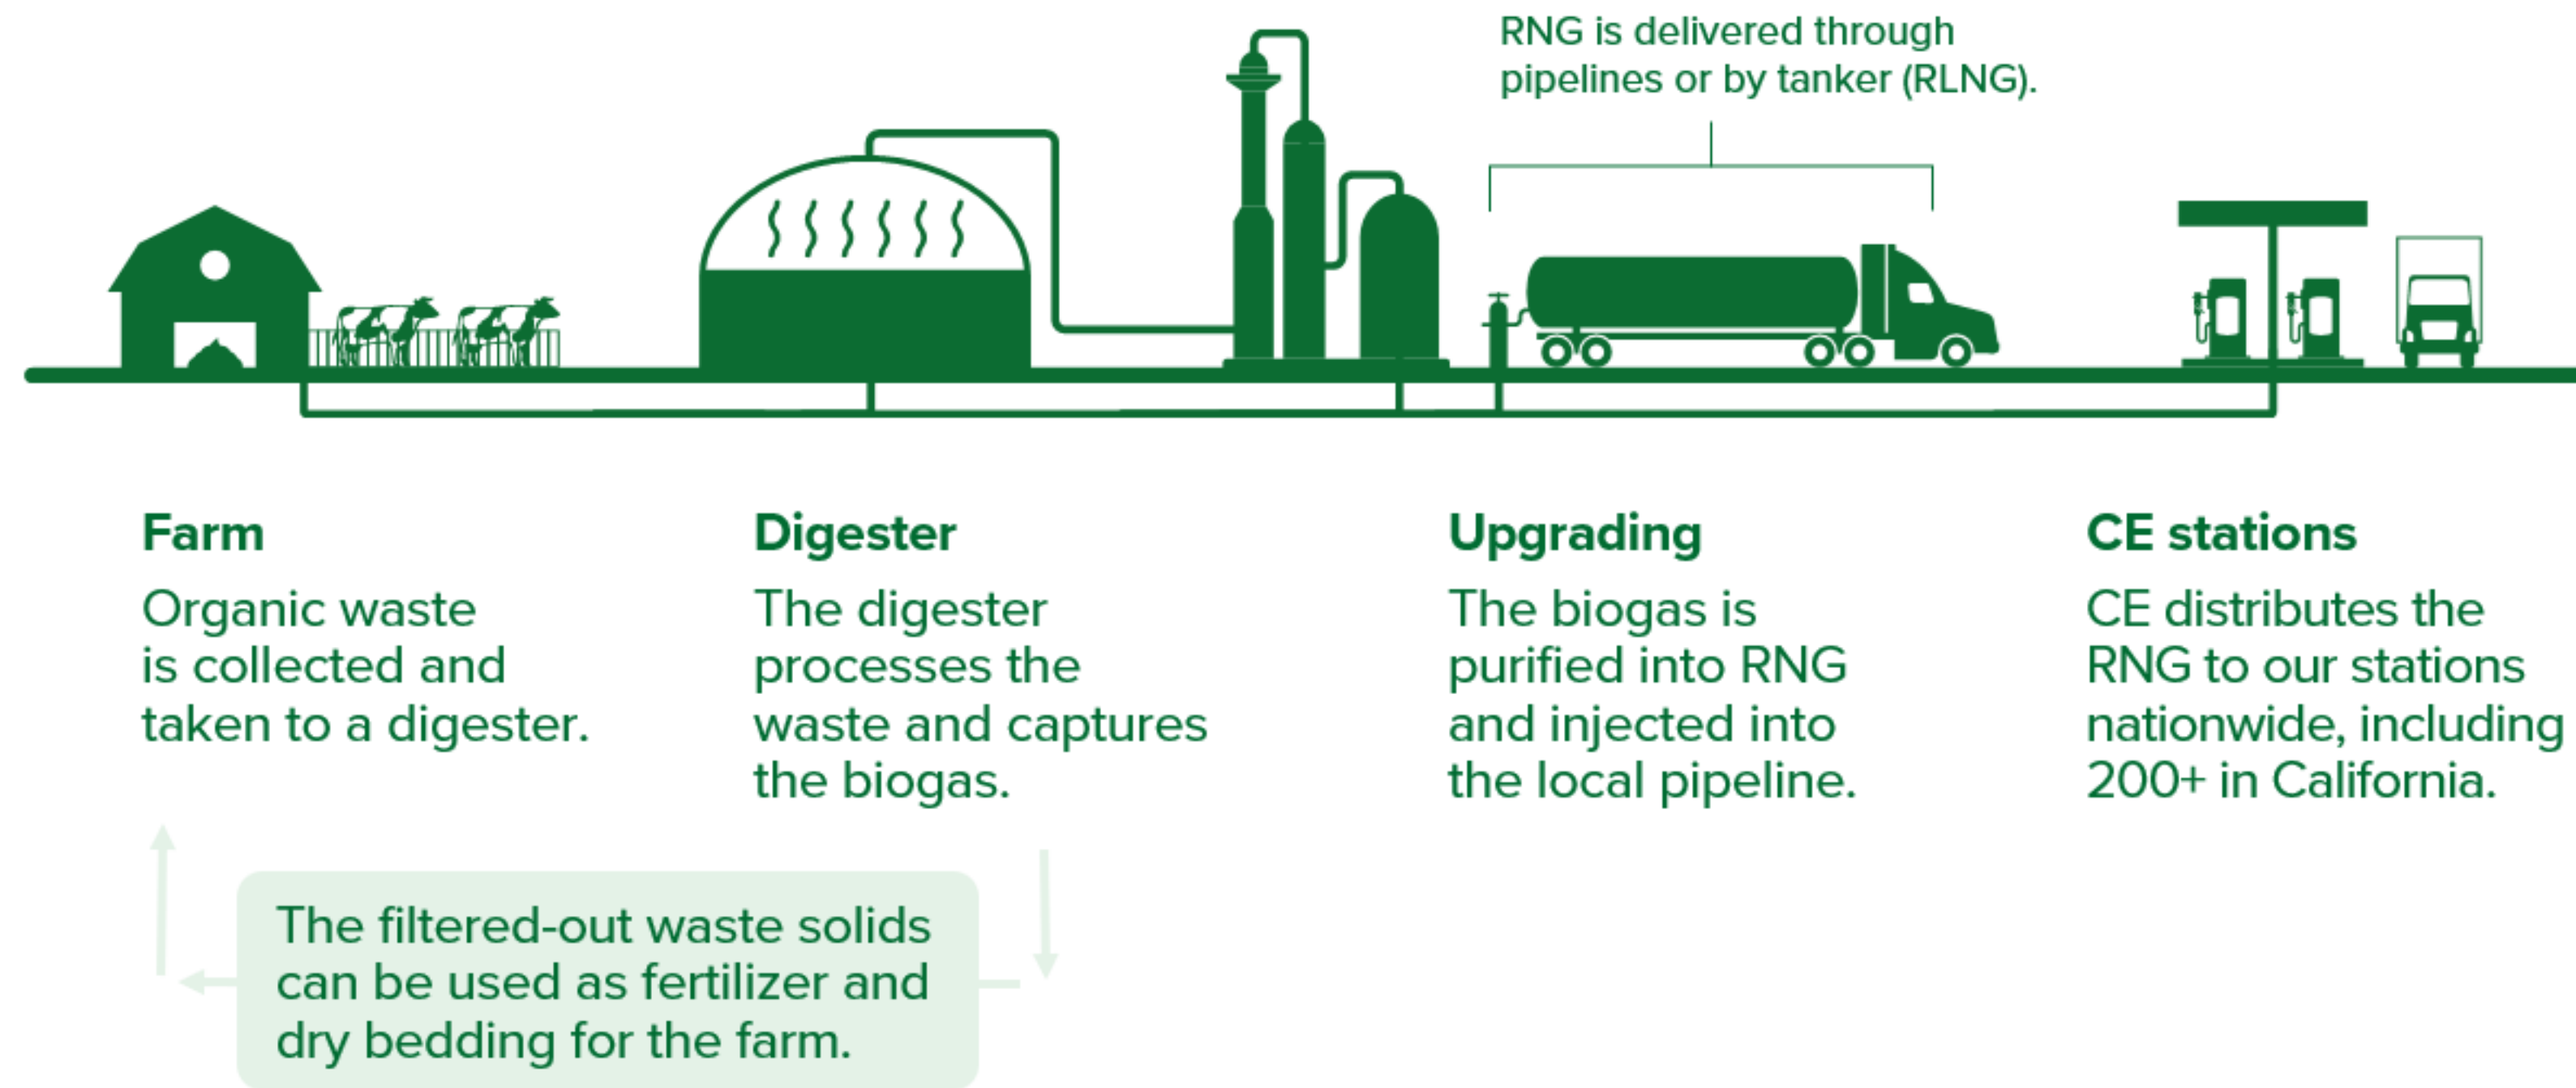 RNG is delivered through
pipelines or by tanker (RLNG).
Farm
Organic waste
is collected and
taken to a digester.
Digester
The digester
processes the
waste and captures
the biogas.
Upgrading
The biogas is
purified into RNG
and injected into
the local pipeline.
CE stations
CE distributes the
RNG to our stations
nationwide, including
200+ in California.
The filtered-out waste solids
can be used as fertilizer and
dry bedding for the farm.